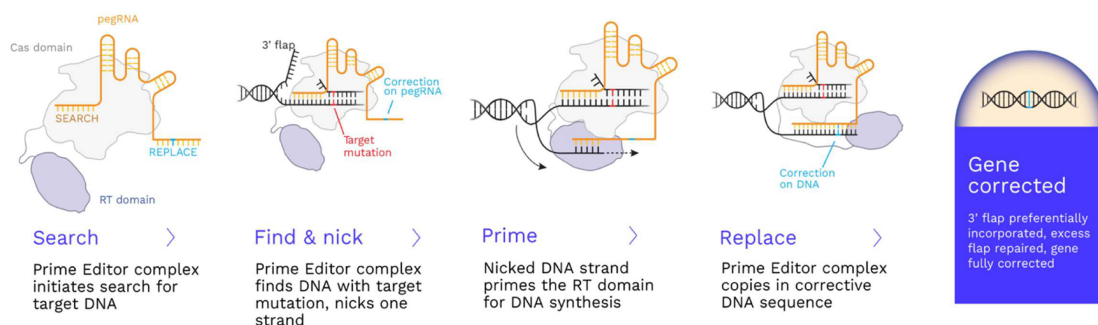 pegRNA
Cas domain
SEARCH
REPLACE
RT domain
Search >
Prime Editor complex
initiates search for
target DNA
3' flap
Correction
on pegRNA
Target
mutation
Find & nick >
Prime Editor complex
finds DNA with target
mutation, nicks one
strand
Prime >
Nicked DNA strand
primes the RT domain
for DNA synthesis
Correction
on DNA
Replace >
Prime Editor complex
copies in corrective
DNA sequence
Gene
corrected
3' flap preferentially
incorporated, excess
flap repaired, gene
fully corrected